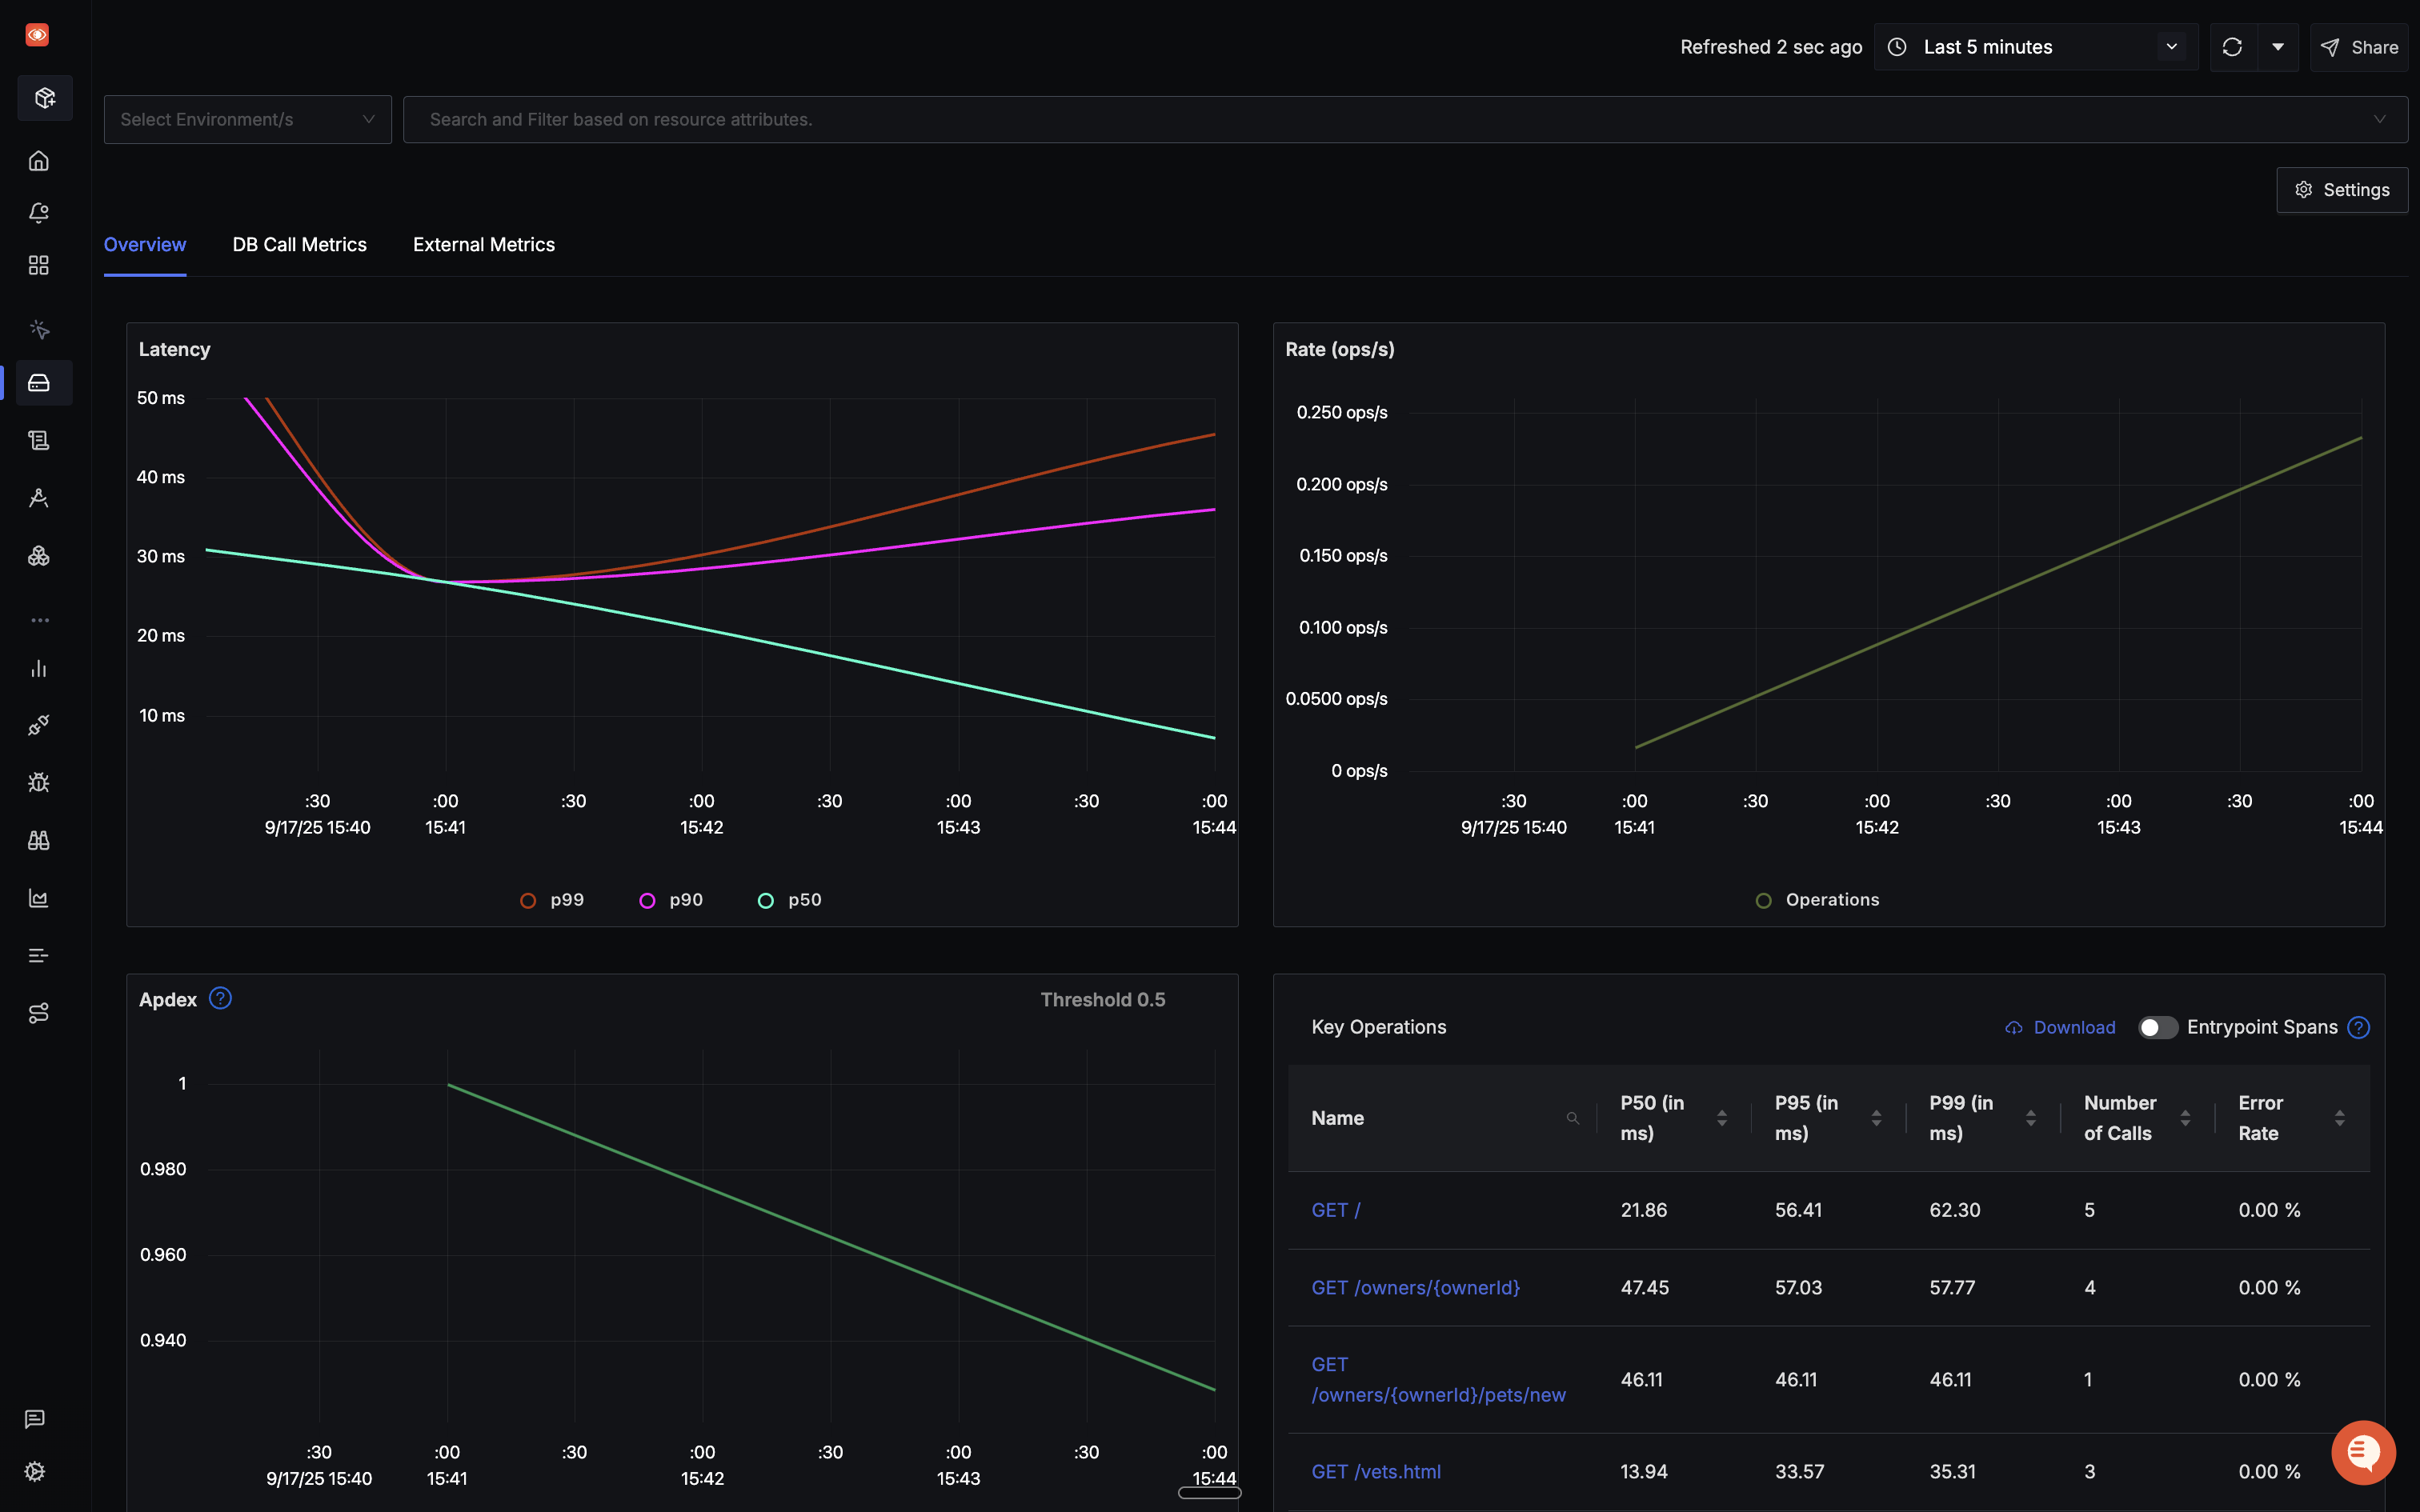 Refreshed 2 sec ago
Last 5 minutes
Share
Select Environment/s
Search and Filter based on resource attributes.
Settings
Overview
DB Call Metrics
External Metrics
Latency
50 ms
40 ms
30 ms
20 ms
10 ms
:30 :00 :30 :00 :30 :00 :30 :00
9/17/25 15:40 15:41 15:42 15:43 15:44
p99 p90 p50
Rate (ops/s)
0.250 ops/s
0.200 ops/s
0.150 ops/s
0.100 ops/s
0.0500 ops/s
0 ops/s
:30 :00 :30 :00 :30 :00 :30 :00
9/17/25 15:40 15:41 15:42 15:43 15:44
Operations
Apdex ?
Threshold 0.5
1
0.980
0.960
0.940
:30 :00 :30 :00 :30 :00 :30 :00
9/17/25 15:40 15:41 15:42 15:43 15:44
Key Operations
Download
Entrypoint Spans ?
Name
P50 (in
ms)
P95 (in
ms)
P99 (in
ms)
Number
of Calls
Error
Rate
GET / 21.86 56.41 62.30 5 0.00 %
GET /owners/{ownerId} 47.45 57.03 57.77 4 0.00 %
GET
/owners/{ownerId}/pets/new 46.11 46.11 46.11 1 0.00 %
GET /vets.html 13.94 33.57 35.31 3 0.00 %